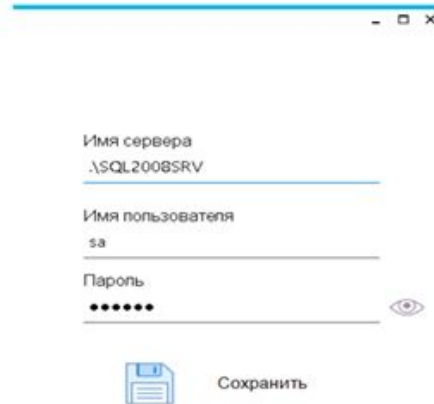 Имя сервера
.\SQL2008SRV
Имя пользователя
sa
Пароль
●●●●●●
Сохранить